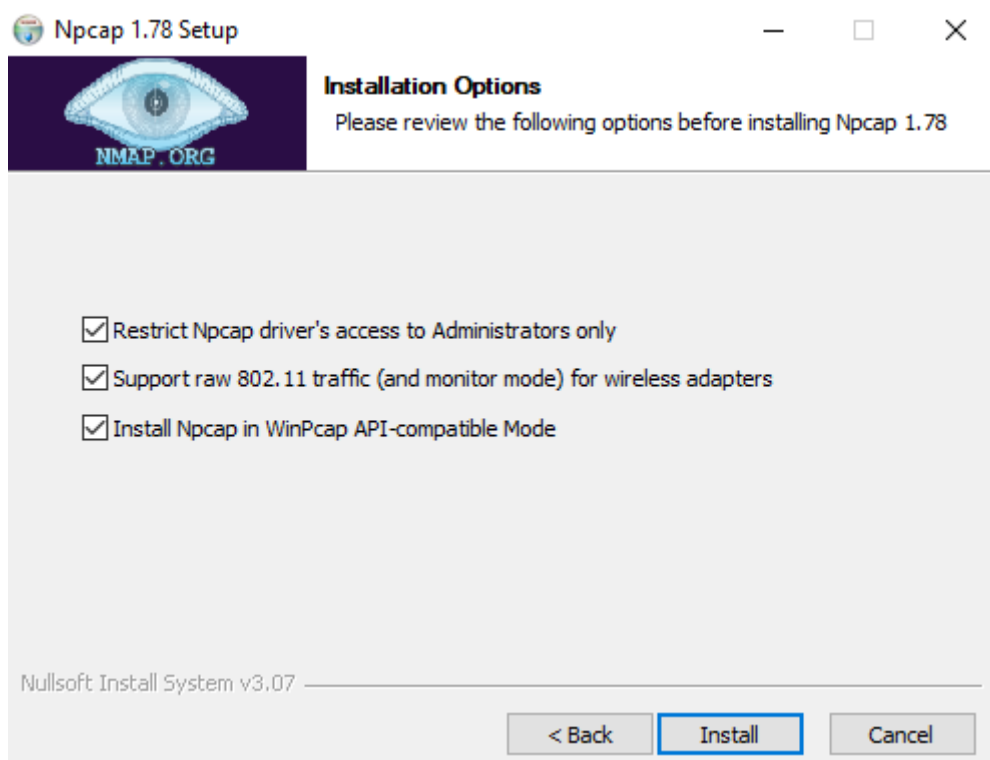 Npcap 1.78 Setup
NMAP.ORG
Installation Options
Please review the following options before installing Npcap 1.78
Restrict Npcap driver's access to Administrators only
Support raw 802.11 traffic (and monitor mode) for wireless adapters
Install Npcap in WinPcap API-compatible Mode
Nullsoft Install System v3.07
< Back
Install
Cancel